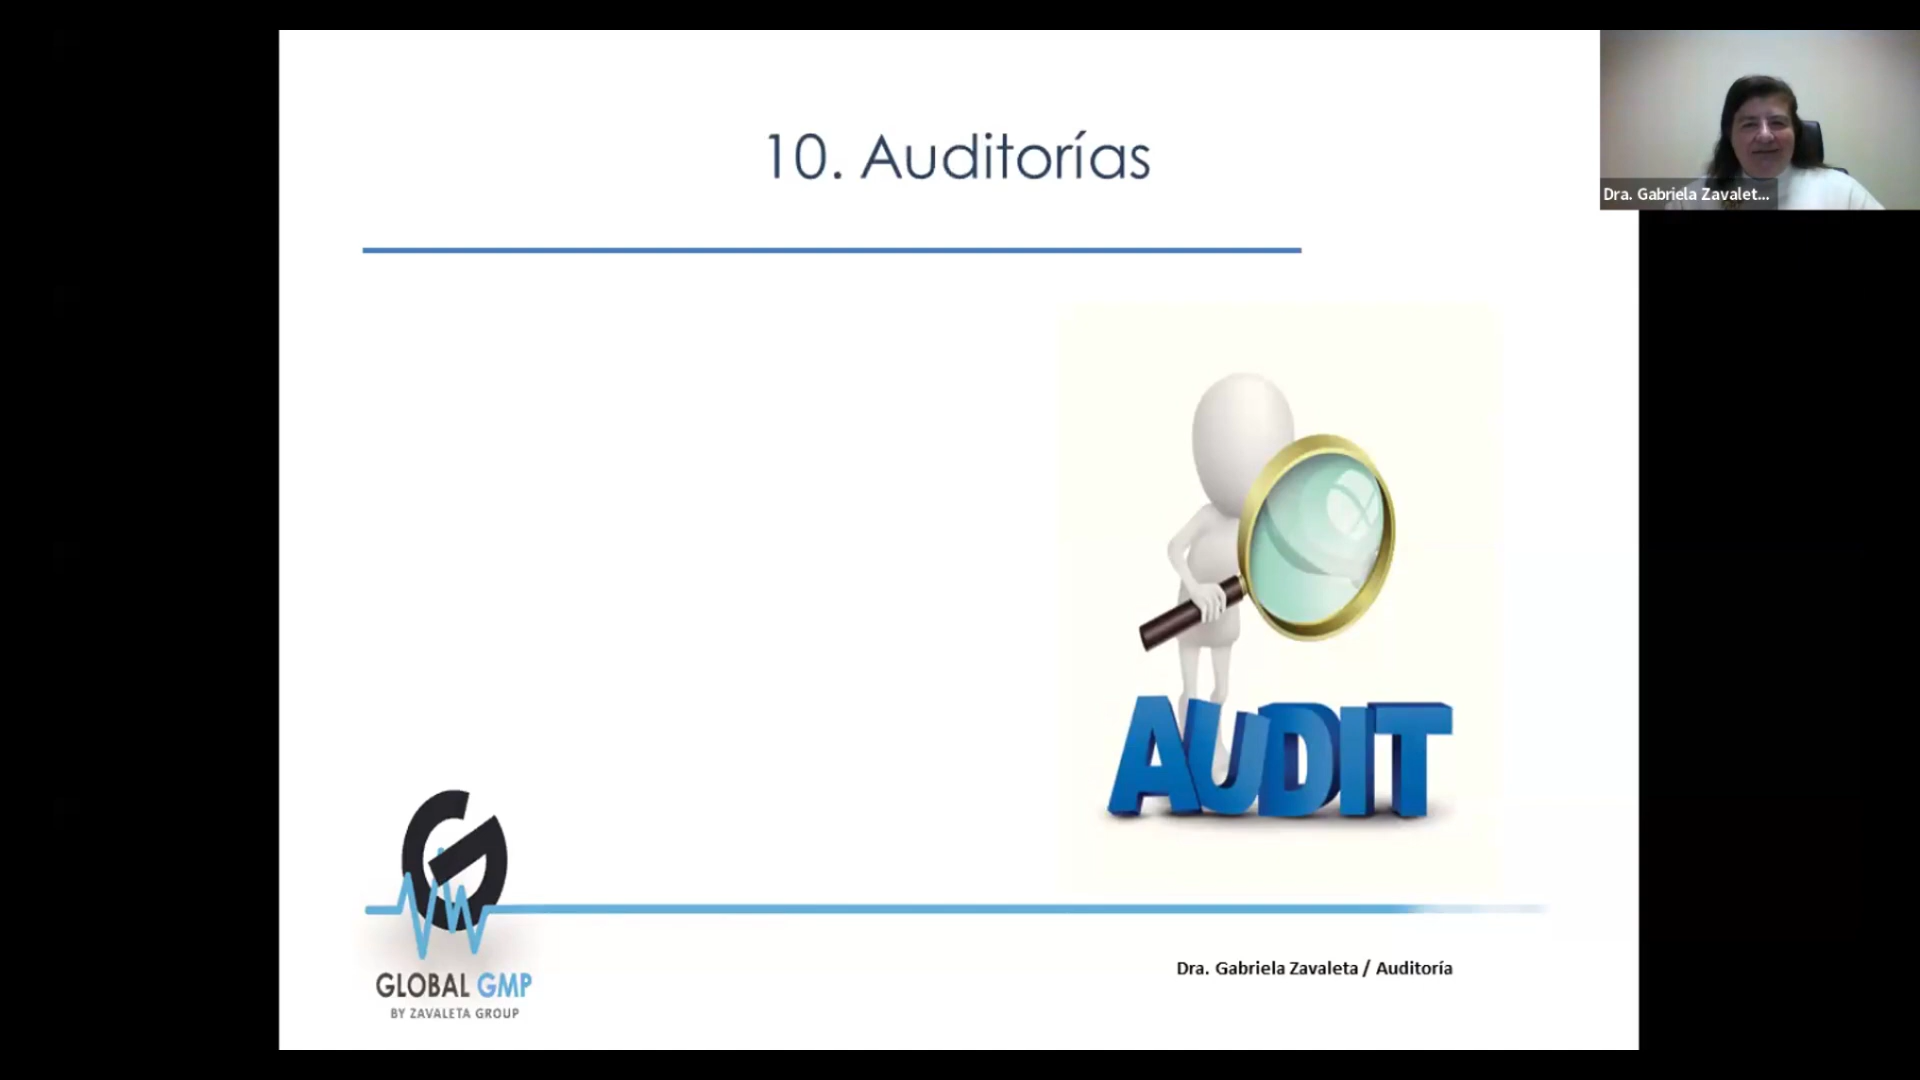 10. Auditorías
Dra. Gabriela Zavalet...
AUDIT
GLOBAL GMP
BY ZAVALETA GROUP
Dra. Gabriela Zavaleta / Auditoría